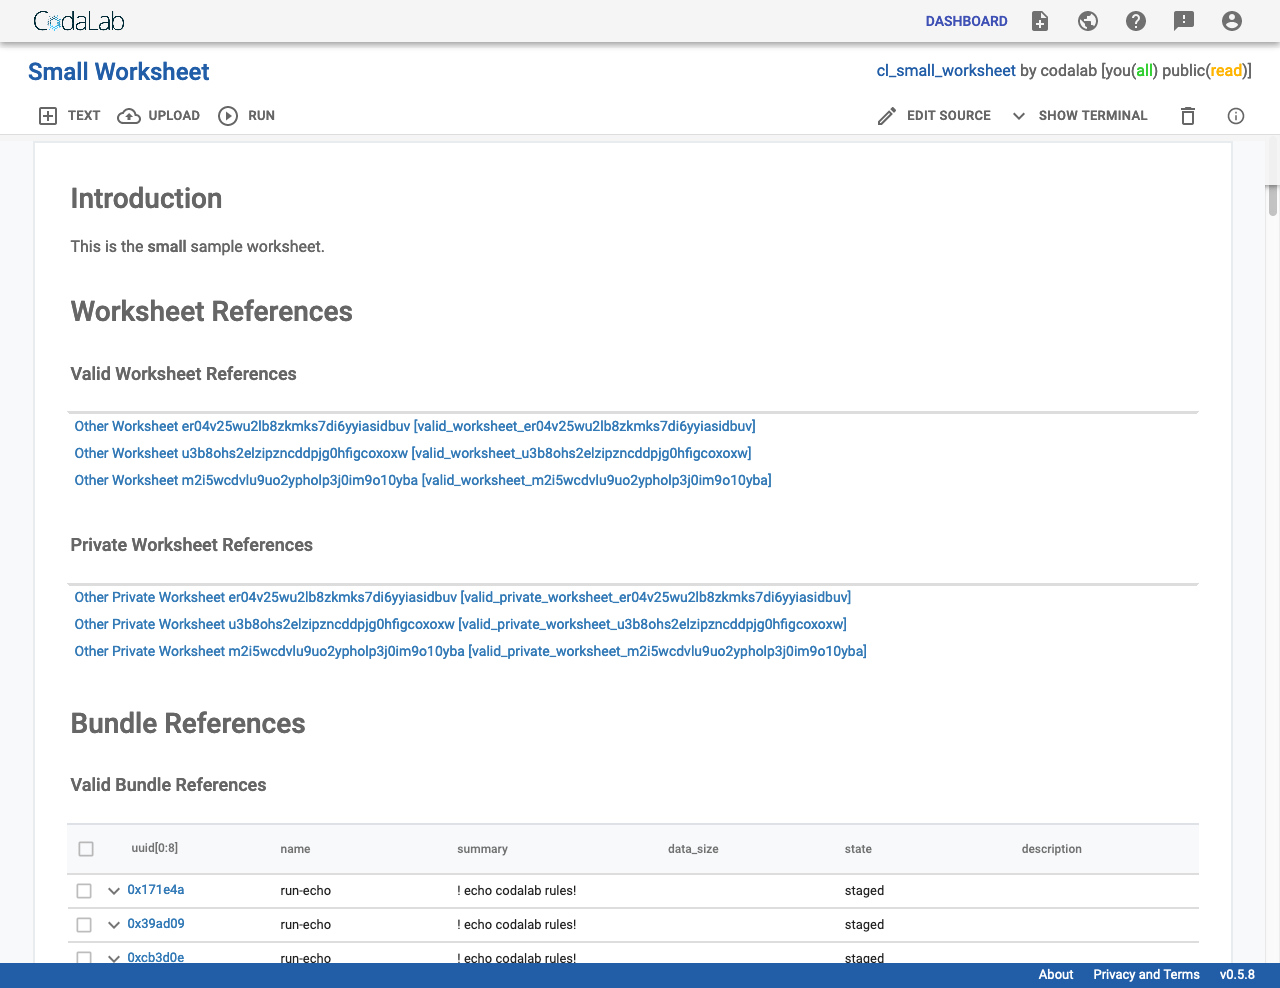 CodaLab
DASHBOARD
Small Worksheet
cl_small_worksheet by codalab [you(all) public(read)]
TEXT UPLOAD RUN
EDIT SOURCE SHOW TERMINAL
Introduction
This is the small sample worksheet.
Worksheet References
Valid Worksheet References
Other Worksheet er04v25wu2lb8zkmks7di6yyiasidbuv [valid_worksheet_er04v25wu2lb8zkmks7di6yyiasidbuv]
Other Worksheet u3b8ohs2elzipzncddpjg0hfigcoxoxw [valid_worksheet_u3b8ohs2elzipzncddpjg0hfigcoxoxw]
Other Worksheet m2i5wcdvlu9uo2ypholp3j0im9o10yba [valid_worksheet_m2i5wcdvlu9uo2ypholp3j0im9o10yba]
Private Worksheet References
Other Private Worksheet er04v25wu2lb8zkmks7di6yyiasidbuv [valid_private_worksheet_er04v25wu2lb8zkmks7di6yyiasidbuv]
Other Private Worksheet u3b8ohs2elzipzncddpjg0hfigcoxoxw [valid_private_worksheet_u3b8ohs2elzipzncddpjg0hfigcoxoxw]
Other Private Worksheet m2i5wcdvlu9uo2ypholp3j0im9o10yba [valid_private_worksheet_m2i5wcdvlu9uo2ypholp3j0im9o10yba]
Bundle References
Valid Bundle References
uuid[0:8] name summary data_size state description
0x171e4a run-echo ! echo codalab rules! staged
0x39ad09 run-echo ! echo codalab rules! staged
0xcb3d0e run-echo ! echo codalab rules! staged
About Privacy and Terms v0.5.8